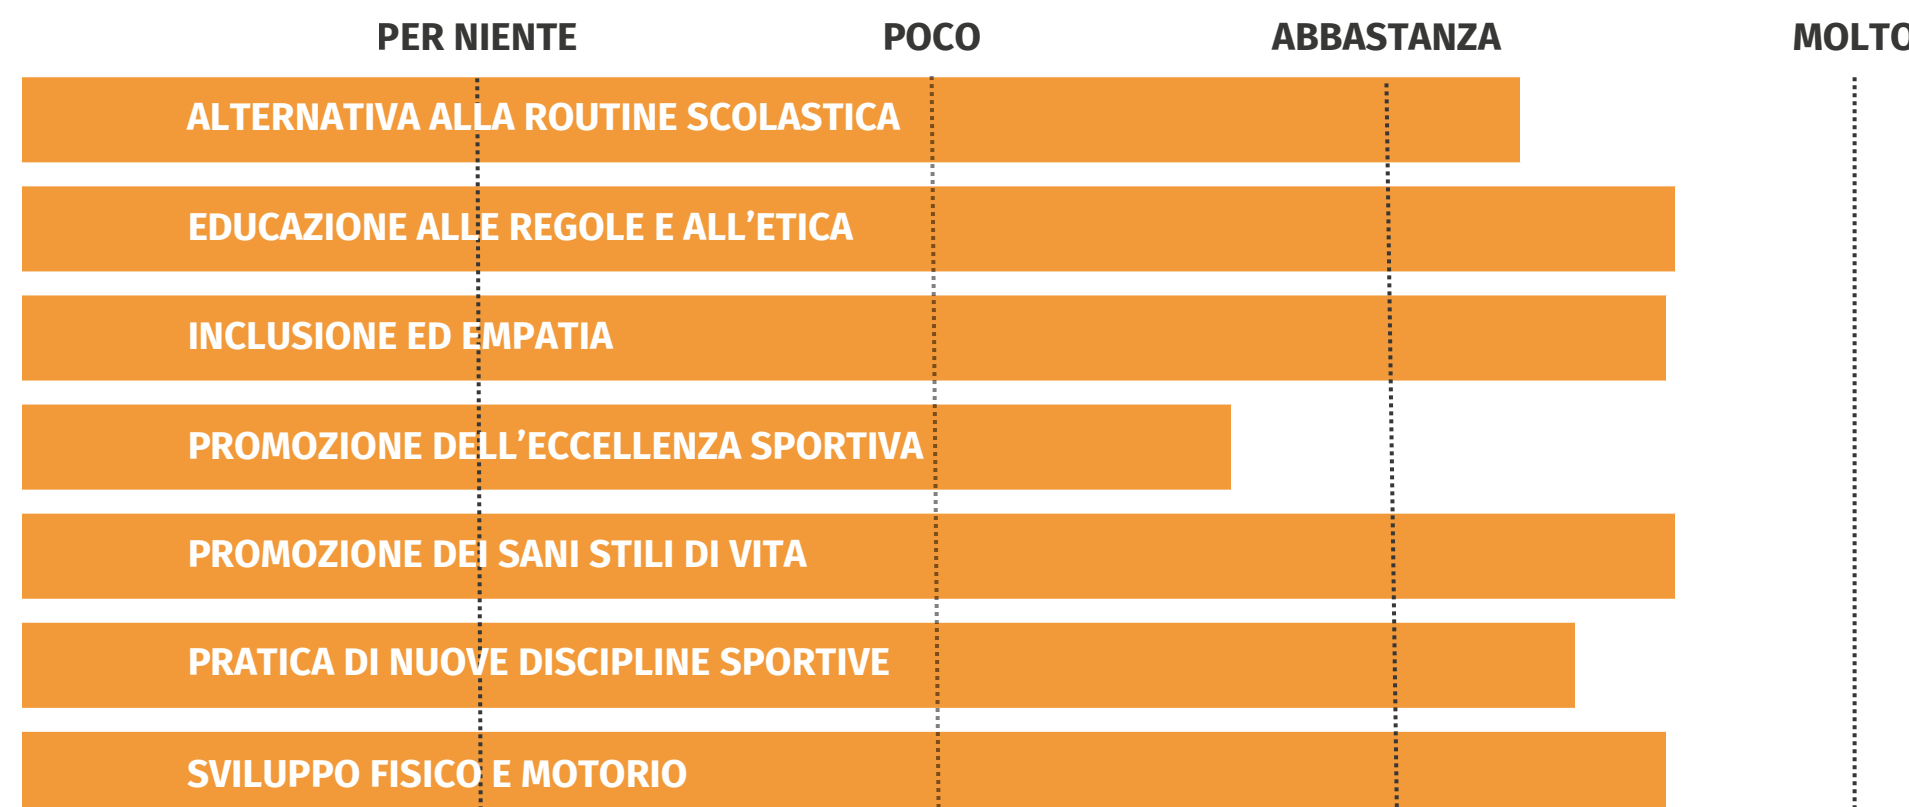 PER NIENTE POCO ABBASTANZA MOLTO
ALTERNATIVA ALLA ROUTINE SCOLASTICA
EDUCAZIONE ALLE REGOLE E ALL’ETICA
INCLUSIONE ED EMPATIA
PROMOZIONE DELL’ECCELLENZA SPORTIVA
PROMOZIONE DEI SANI STILI DI VITA
PRATICA DI NUOVE DISCIPLINE SPORTIVE
SVILUPPO FISICO E MOTORIO